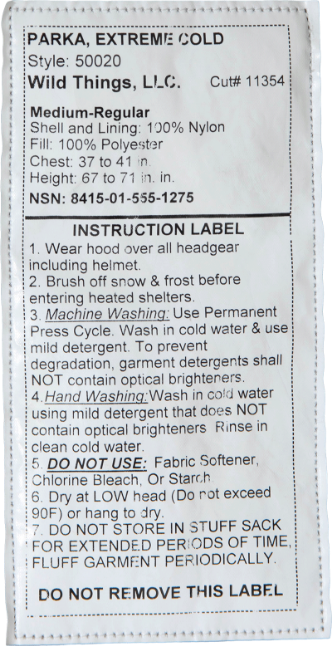 PARKA, EXTREME COLD
Style: 50020
Wild Things, LLC. Cut# 11354
Medium-Regular
Shell and Lining: 100% Nylon
Fill: 100% Polyester
Chest: 37 to 41 in.
Height: 67 to 71 in. in.
NSN: 8415-01-555-1275
INSTRUCTION LABEL
1. Wear hood over all headgear
including helmet.
2. Brush off snow & frost before
entering heated shelters.
3. Machine Washing: Use Permanent
Press Cycle. Wash in cold water & use
mild detergent. To prevent
degradation, garment detergents shall
NOT contain optical brighteners.
4. Hand Washing: Wash in cold water
using mild detergent that does NOT
contain optical brighteners Rinse in
clean cold water.
5. DO NOT USE: Fabric Softener,
Chlorine Bleach, Or Starch
6. Dry at LOW head (Do not exceed
90F) or hang to dry.
7. DO NOT STORE IN STUFF SACK
FOR EXTENDED PERIODS OF TIME,
FLUFF GARMENT PERIODICALLY.
DO NOT REMOVE THIS LABEL